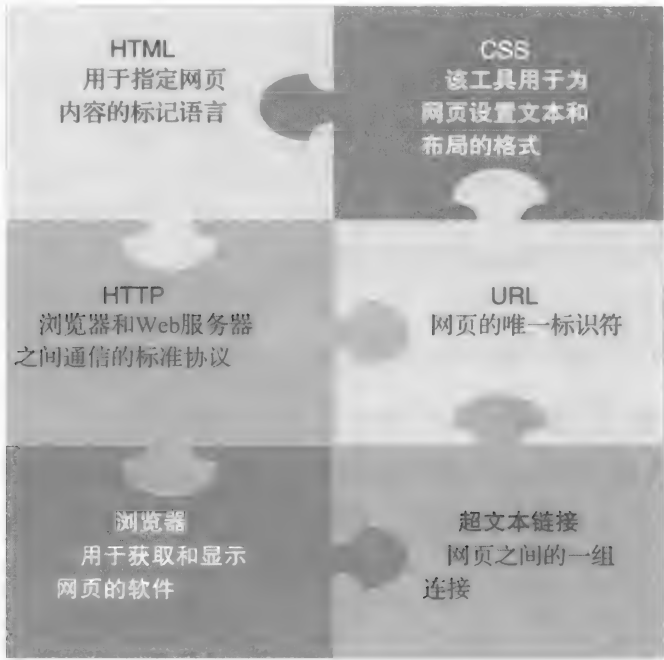 HTML
用于指定网页
内容的标记语言
CSS
该工具用于为
网页设置文本和
布局的格式
HTTP
浏览器和Web服务器
之间通信的标准协议
URL
网页的唯一标识符
浏览器
用于获取和显示
网页的软件
超文本链接
网页之间的一组
连接